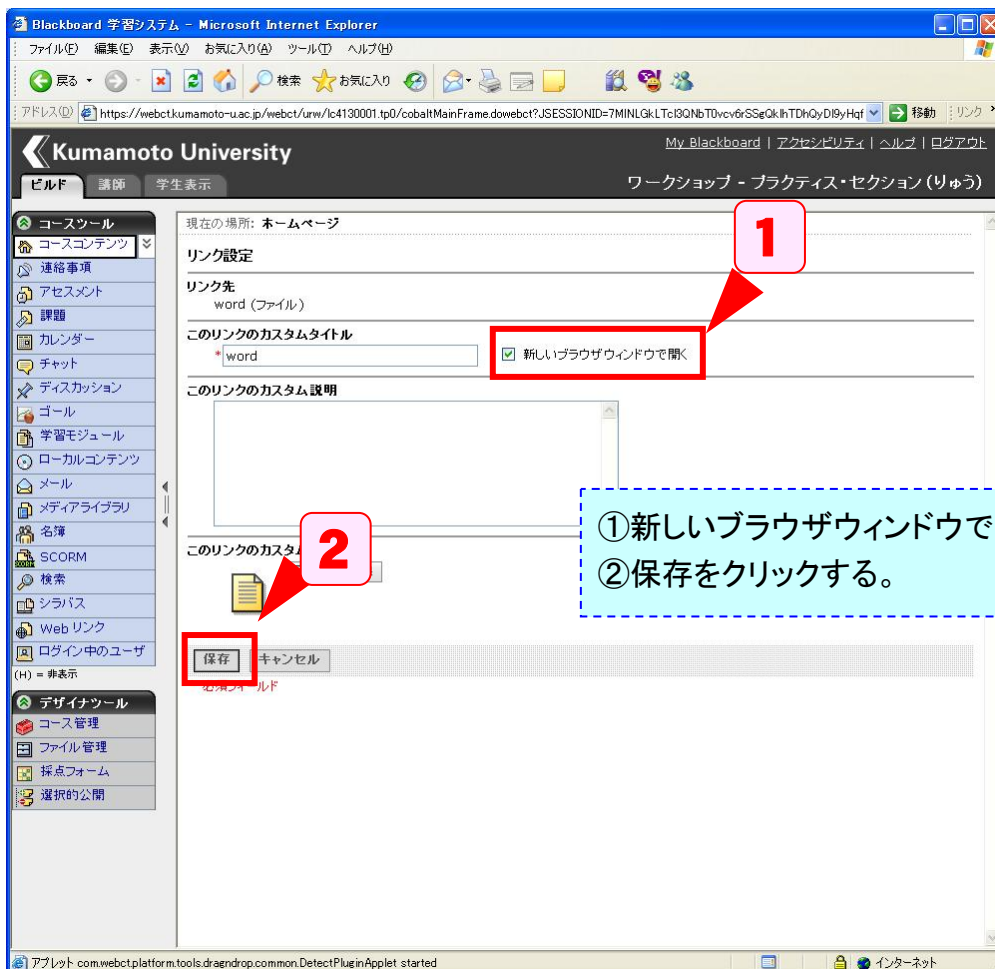 Blackboard 学習システム - Microsoft Internet Explorer
ファイル(F) 編集(E) 表示(V) お気に入り(A) ツール(T) ヘルプ(H)
戻る 検索 お気に入り
アドレス(D) https://webct.kumamoto-u.ac.jp/webct/urw/lc4130001.tp0/cobaltMainFrame.dowebct?JSESSIONID= 移動 リンク
Kumamoto University
My Blackboard | アクセシビリティ | ヘルプ | ログアウト
ビルド 講師 学生表示
ワークショップ - プラクティス・セクション (りゅう)
コースツール
コースコンテンツ
連絡事項
アセスメント
課題
カレンダー
チャット
ディスカッション
ゴール
学習モジュール
ローカルコンテンツ
メール
メディアライブラリ
名簿
SCORM
検索
シラバス
Web リンク
ログイン中のユーザ
(H) = 非表示
デザイナツール
コース管理
ファイル管理
採点フォーム
選択的公開
現在の場所: ホームページ
リンク設定
リンク先
word (ファイル)
このリンクのカスタムタイトル
*word
新しいブラウザウィンドウで開く
1
このリンクのカスタム説明
①新しいブラウザウィンドウで
②保存をクリックする。
このリンクのカスタ
2
保存 キャンセル
アプレット com.webct.platform.tools.dragndrop.common.DetectPluginApplet started
インターネット